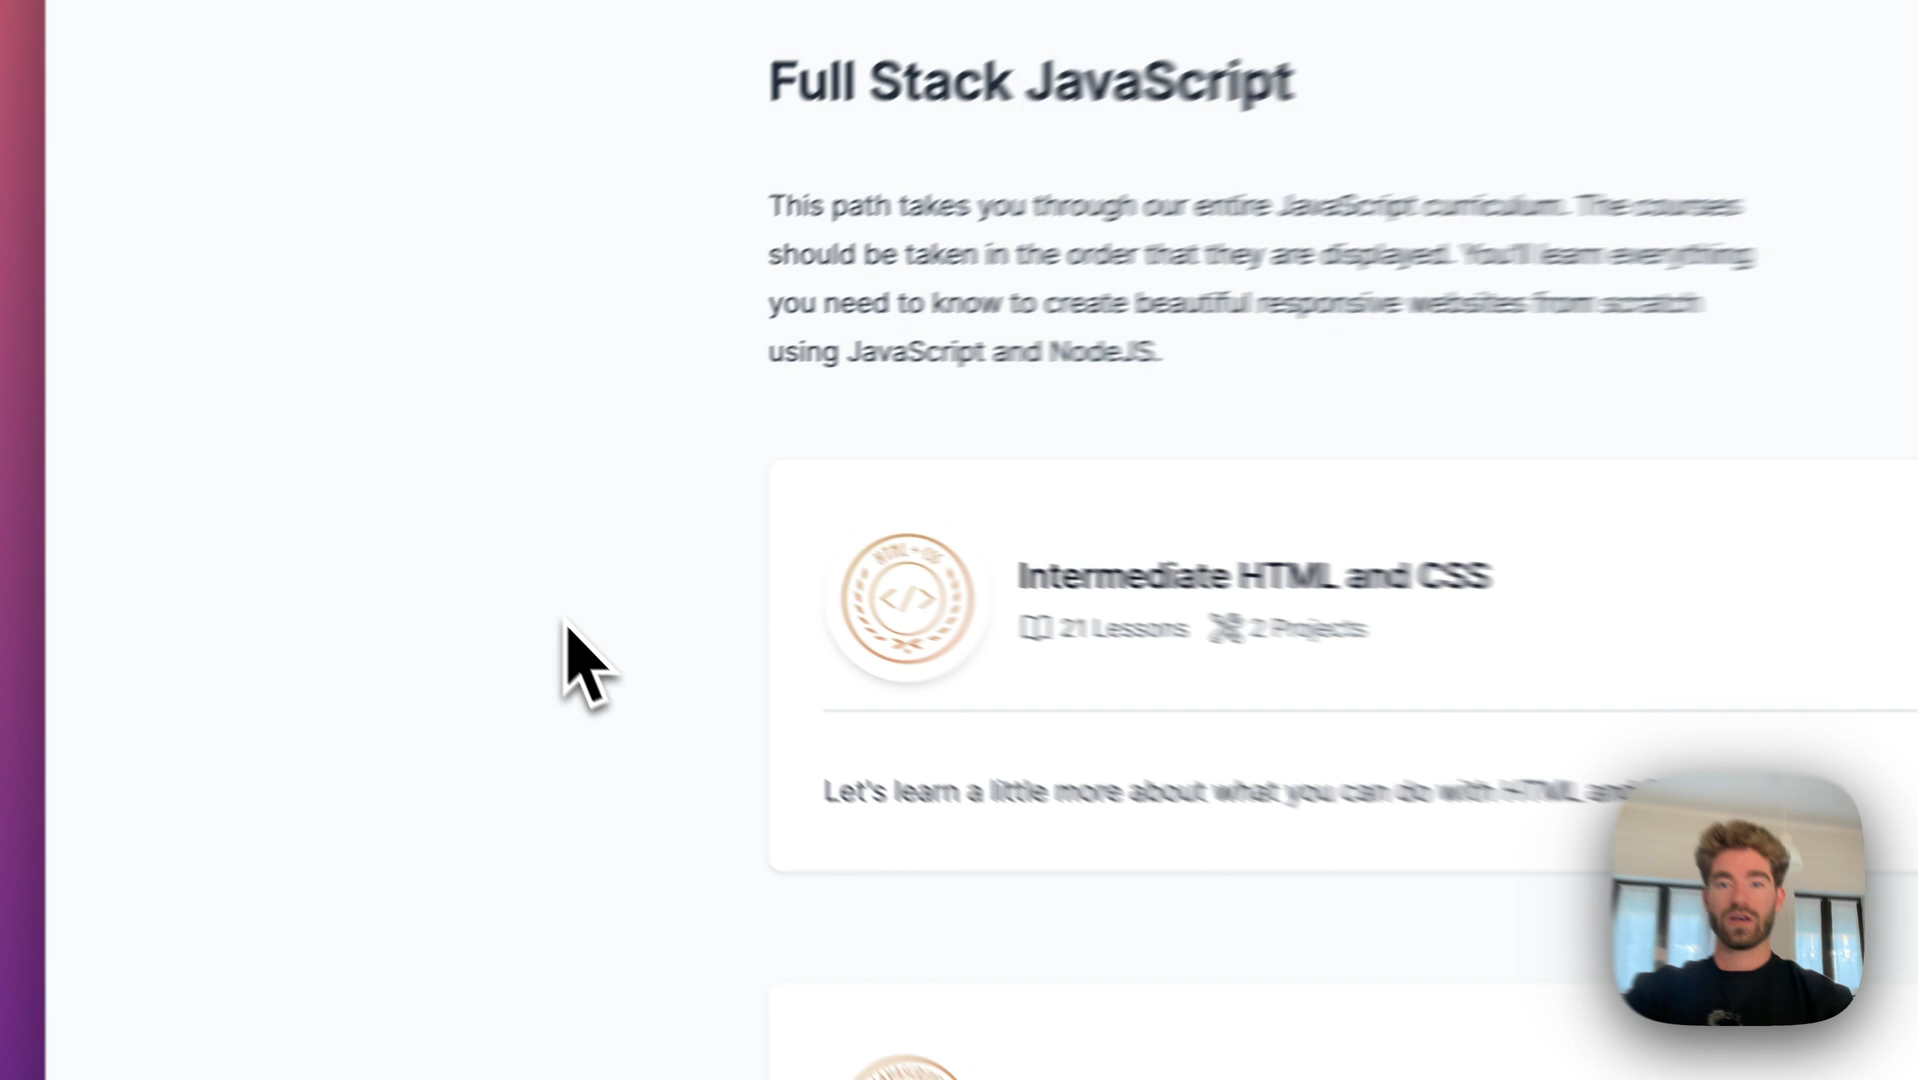 Full Stack JavaScript
This path takes you through our entire JavaScript curriculum. The courses
should be taken in the order that they are displayed. You'll learn everything
you need to know to create beautiful responsive websites from scratch
using JavaScript and NodeJS.
HTML + CSS
</>
Intermediate HTML and CSS
21 Lessons 2 Projects
Let's learn a little more about what you can do with HTML and